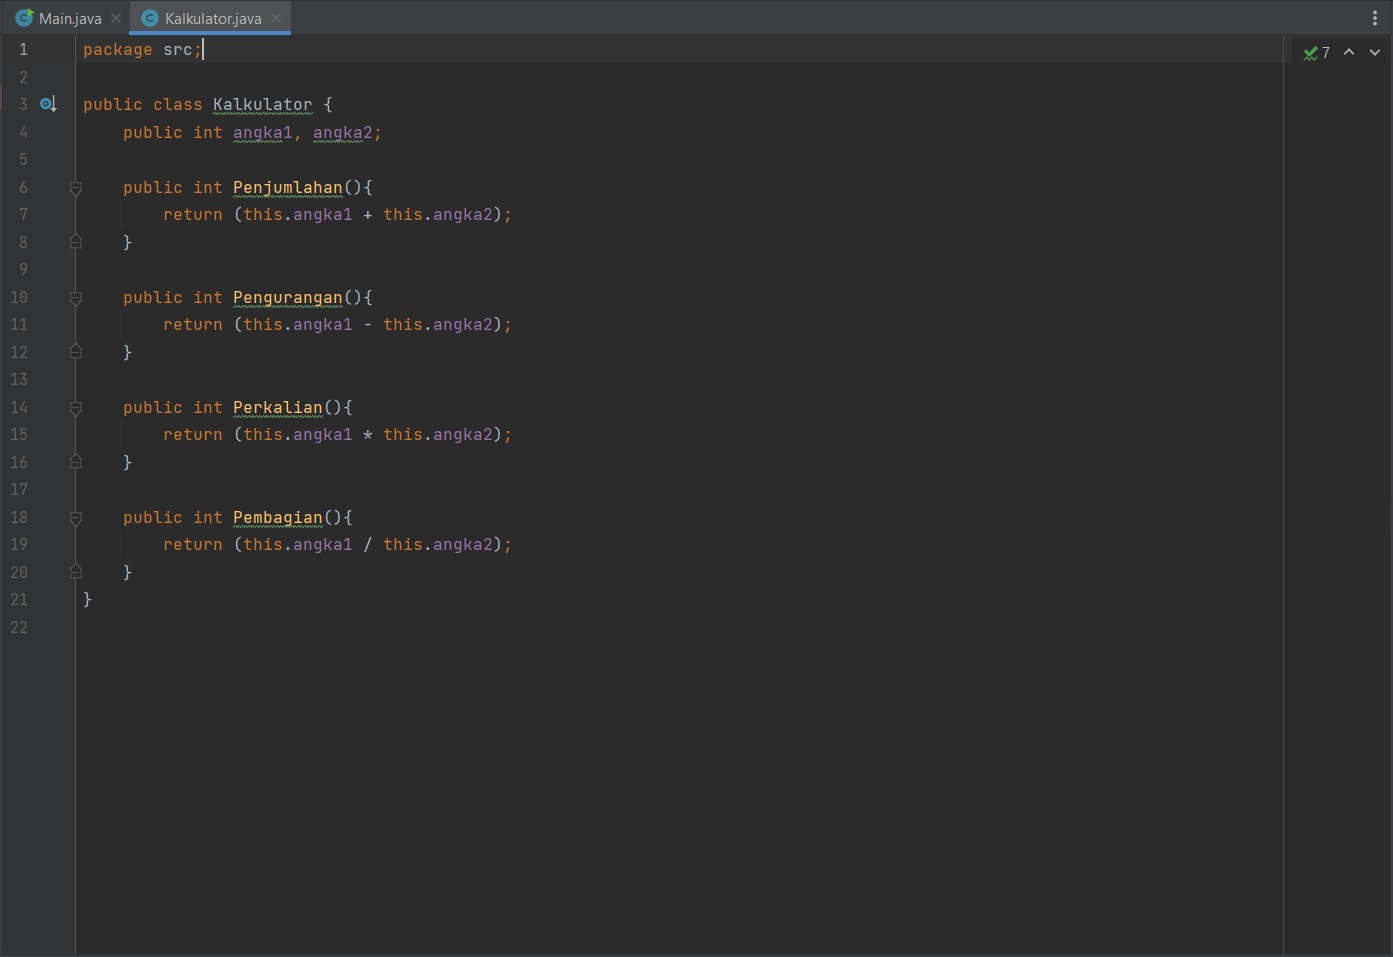 Main.java
Kalkulator.java
7
1 package src;
2
3 public class Kalkulator {
4     public int angka1, angka2;
5
6     public int Penjumlahan(){
7         return (this.angka1 + this.angka2);
8     }
9
10     public int Pengurangan(){
11         return (this.angka1 - this.angka2);
12     }
13
14     public int Perkalian(){
15         return (this.angka1 * this.angka2);
16     }
17
18     public int Pembagian(){
19         return (this.angka1 / this.angka2);
20     }
21 }
22